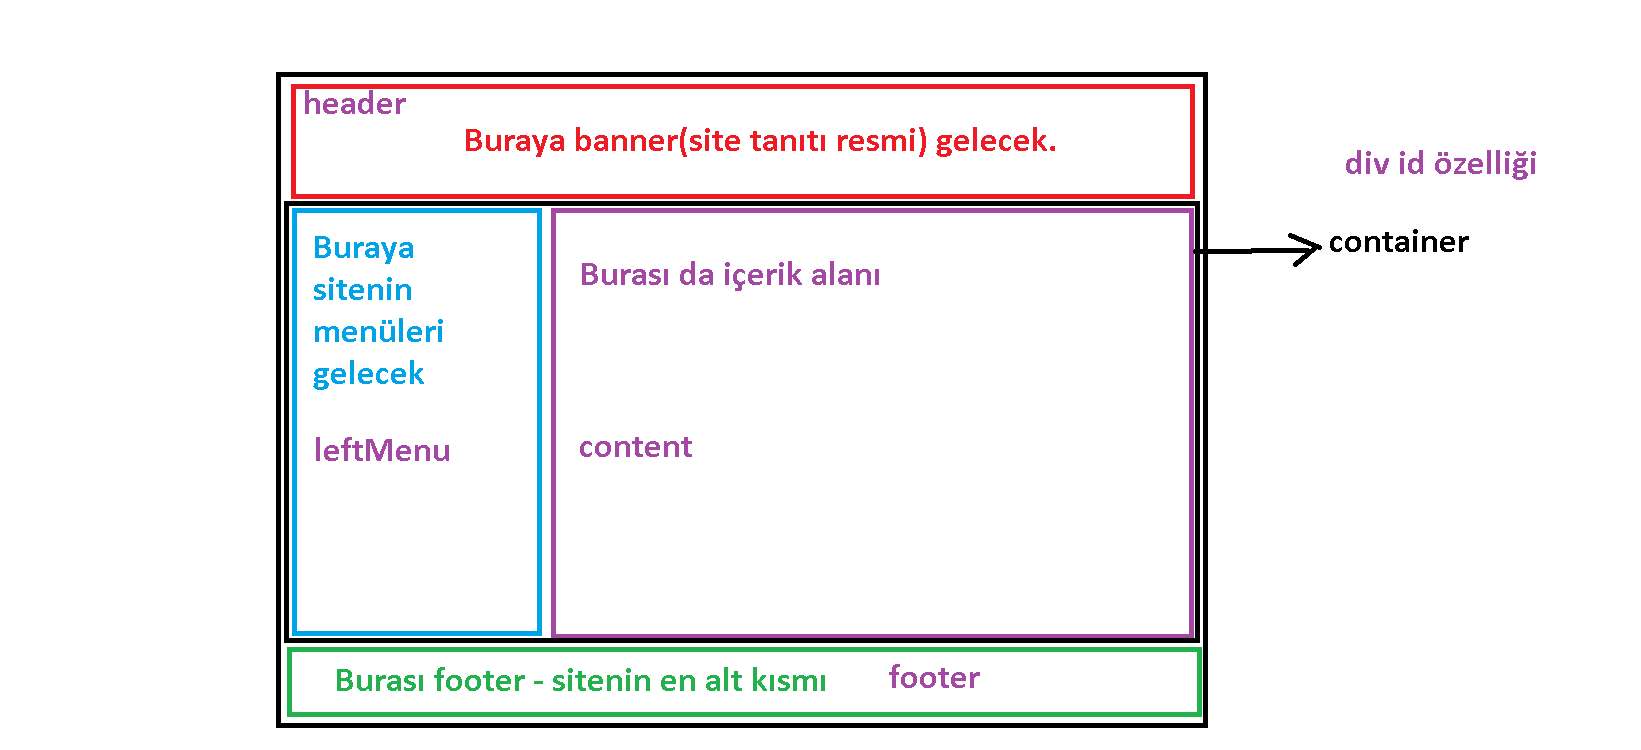 header
Buraya banner(site tanıtı resmi) gelecek.
div id özelliği
container
Buraya
sitenin
menüleri
gelecek
leftMenu
Burası da içerik alanı
content
Burası footer - sitenin en alt kısmı
footer